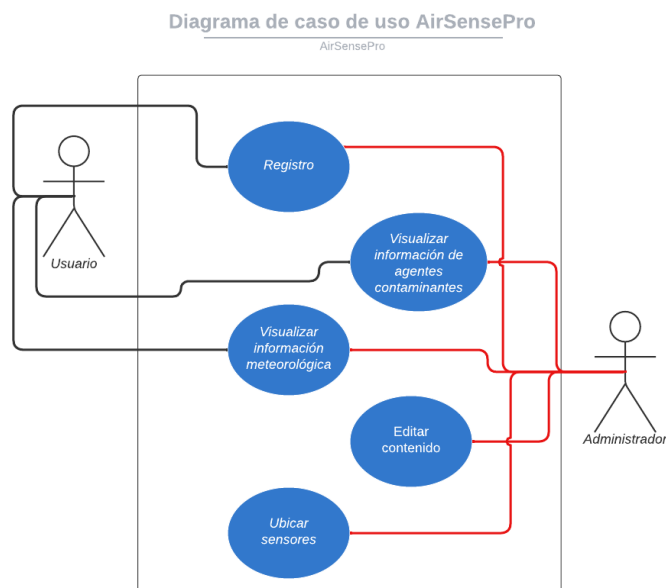 Diagrama de caso de uso AirSensePro
AirSensePro
Registro
Usuario
Visualizar
información de
agentes
contaminantes
Visualizar
información
meteorológica
Editar
contenido
Administrador
Ubicar
sensores